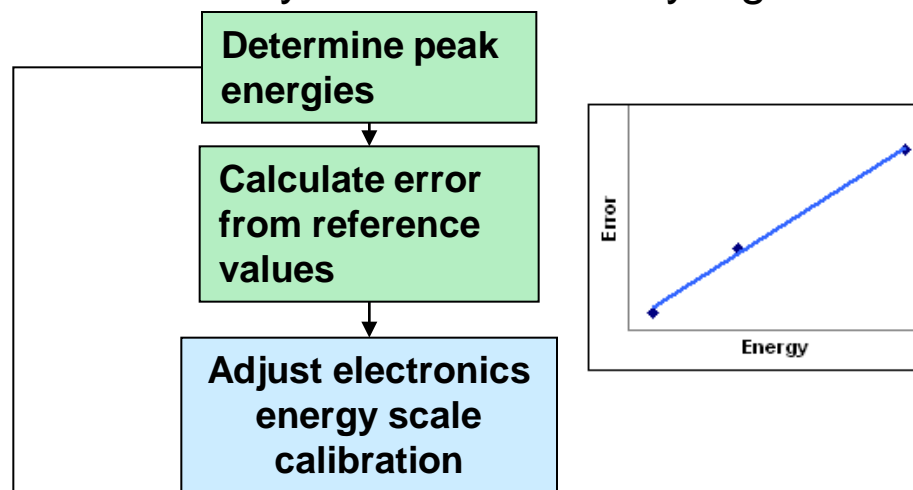 Determine peak
energies
Calculate error
from reference
values
Adjust electronics
energy scale
calibration
Error
Energy